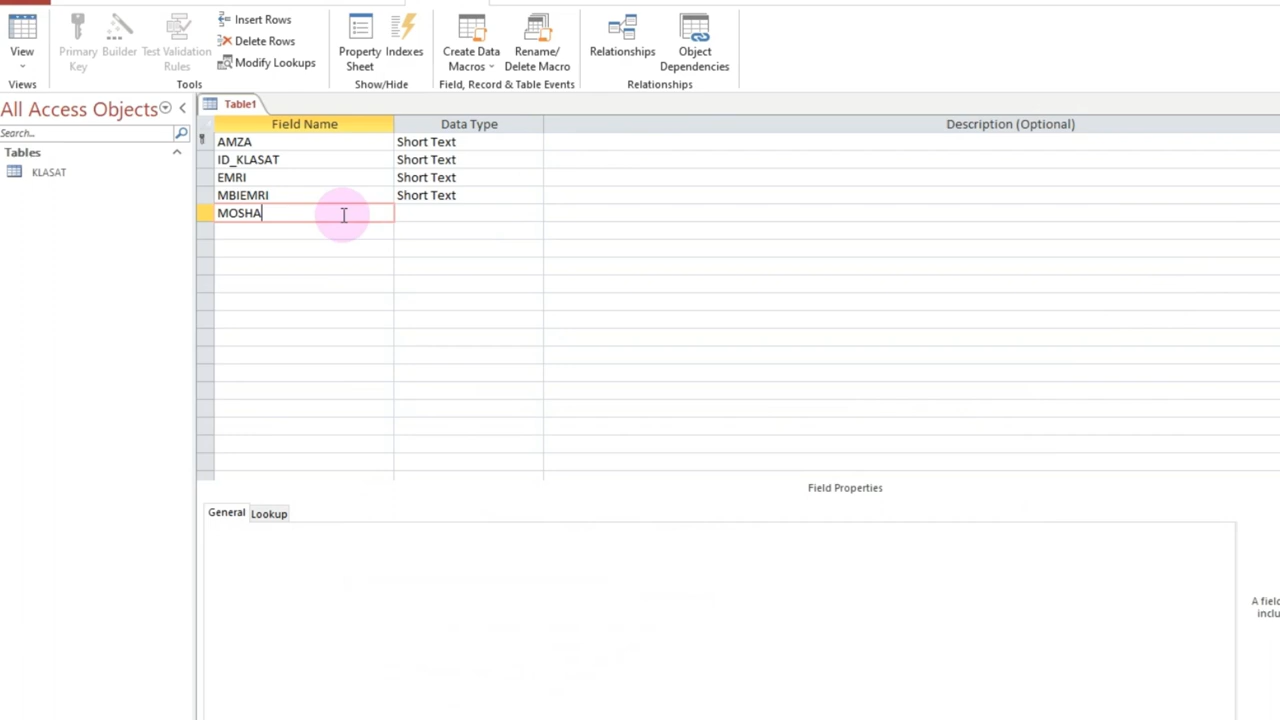 View
Views
Primary Key
Builder
Test Validation Rules
Insert Rows
Delete Rows
Modify Lookups
Tools
Property Sheet
Indexes
Show/Hide
Create Data Macros
Rename/ Delete Macro
Field, Record & Table Events
Relationships
Object Dependencies
Relationships
All Access Objects
Search...
Tables
KLASAT
Table1
Field Name Data Type Description (Optional)
AMZA Short Text
ID_KLASAT Short Text
EMRI Short Text
MBIEMRI Short Text
MOSHA
Field Properties
General Lookup
A fiel
inclu